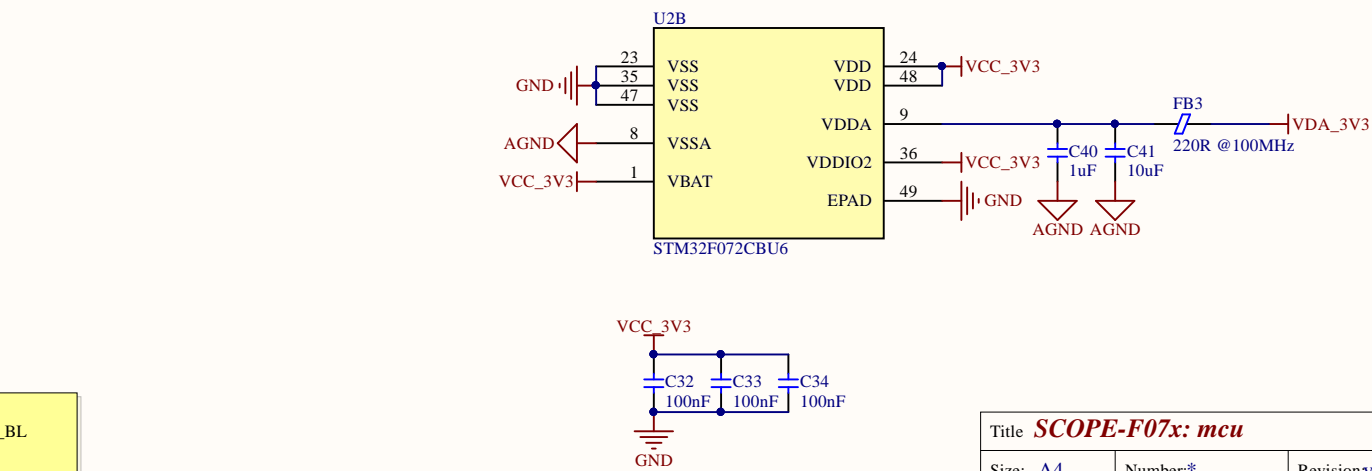 U2B
23 VSS VDD 24 VCC_3V3
GND 35 VSS VDD 48
47 VSS
FB3
AGND 8 VSSA VDDA 9 VDA_3V3
220R @100MHz
C40 C41
1uF 10uF
VCC_3V3 1 VBAT VDDIO2 36 VCC_3V3
EPAD 49 GND
AGND AGND
STM32F072CBU6
VCC_3V3
C32 C33 C34
100nF 100nF 100nF
GND
_BL
Title SCOPE-F07x: mcu
Size: A4 Number:* Revision: